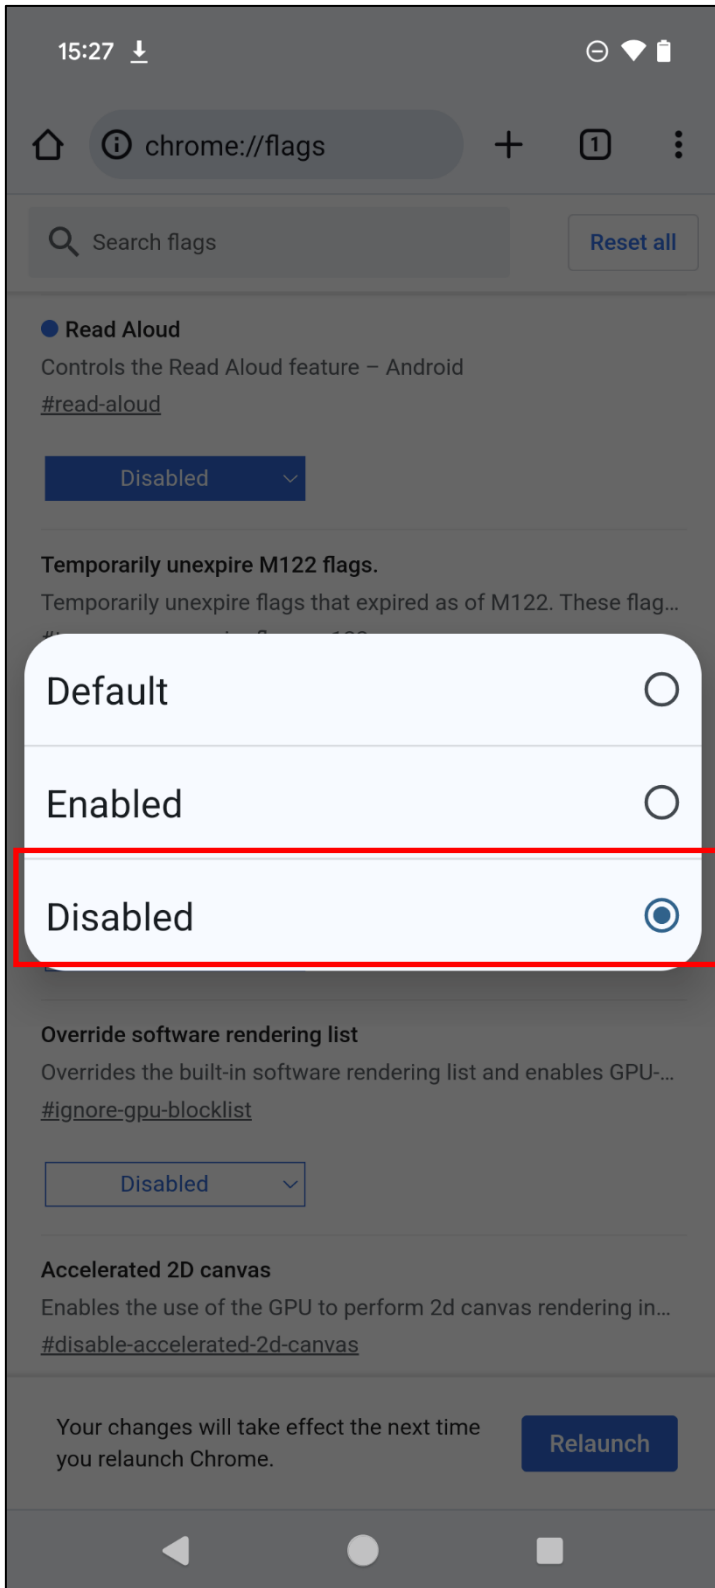 15:27
chrome://flags
1
Search flags
Reset all
Read Aloud
Controls the Read Aloud feature – Android
#read-aloud
Disabled
Temporarily unexpire M122 flags.
Temporarily unexpire flags that expired as of M122. These flag...
Default
Enabled
Disabled
Override software rendering list
Overrides the built-in software rendering list and enables GPU-...
#ignore-gpu-blocklist
Disabled
Accelerated 2D canvas
Enables the use of the GPU to perform 2d canvas rendering in...
#disable-accelerated-2d-canvas
Your changes will take effect the next time
you relaunch Chrome.
Relaunch